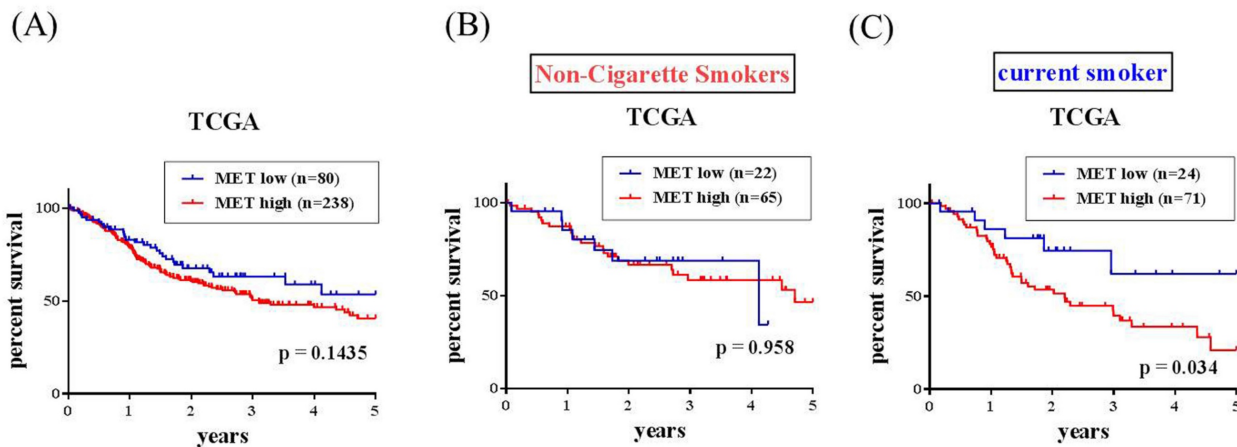 (A)
TCGA
MET low (n=80)
MET high (n=238)
percent survival
100
50
0
p = 0.1435
0 1 2 3 4 5
years
(B)
Non-Cigarette Smokers
TCGA
MET low (n=22)
MET high (n=65)
percent survival
100
50
0
p = 0.958
0 1 2 3 4 5
years
(C)
current smoker
TCGA
MET low (n=24)
MET high (n=71)
percent survival
100
50
0
p = 0.034
0 1 2 3 4 5
years